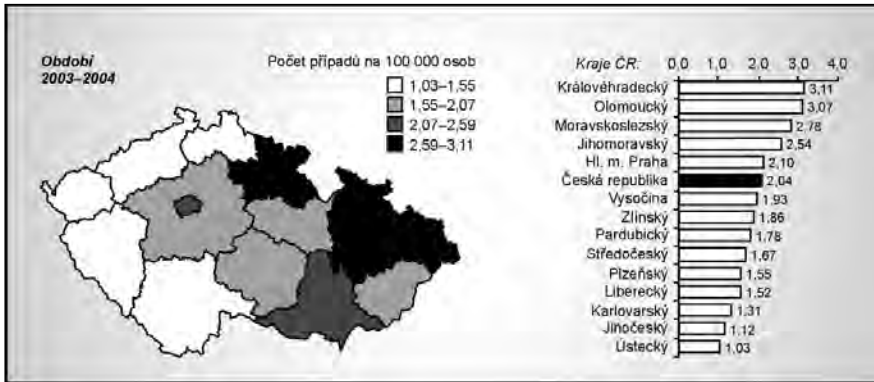 Období
2003–2004
Počet případů na 100 000 osob
1,03–1,55
1,55–2,07
2,07–2,59
2,59–3,11
Kraje ČR: 0,0 1,0 2,0 3,0 4,0
Královéhradecký 3,11
Olomoucký 3,07
Moravskoslezský 2,78
Jihomoravský 2,54
Hl. m. Praha 2,10
Česká republika 2,04
Vysočina 1,93
Zlínský 1,86
Pardubický 1,78
Středočeský 1,67
Plzeňský 1,55
Liberecký 1,52
Karlovarský 1,31
Jihočeský 1,12
Ústecký 1,03